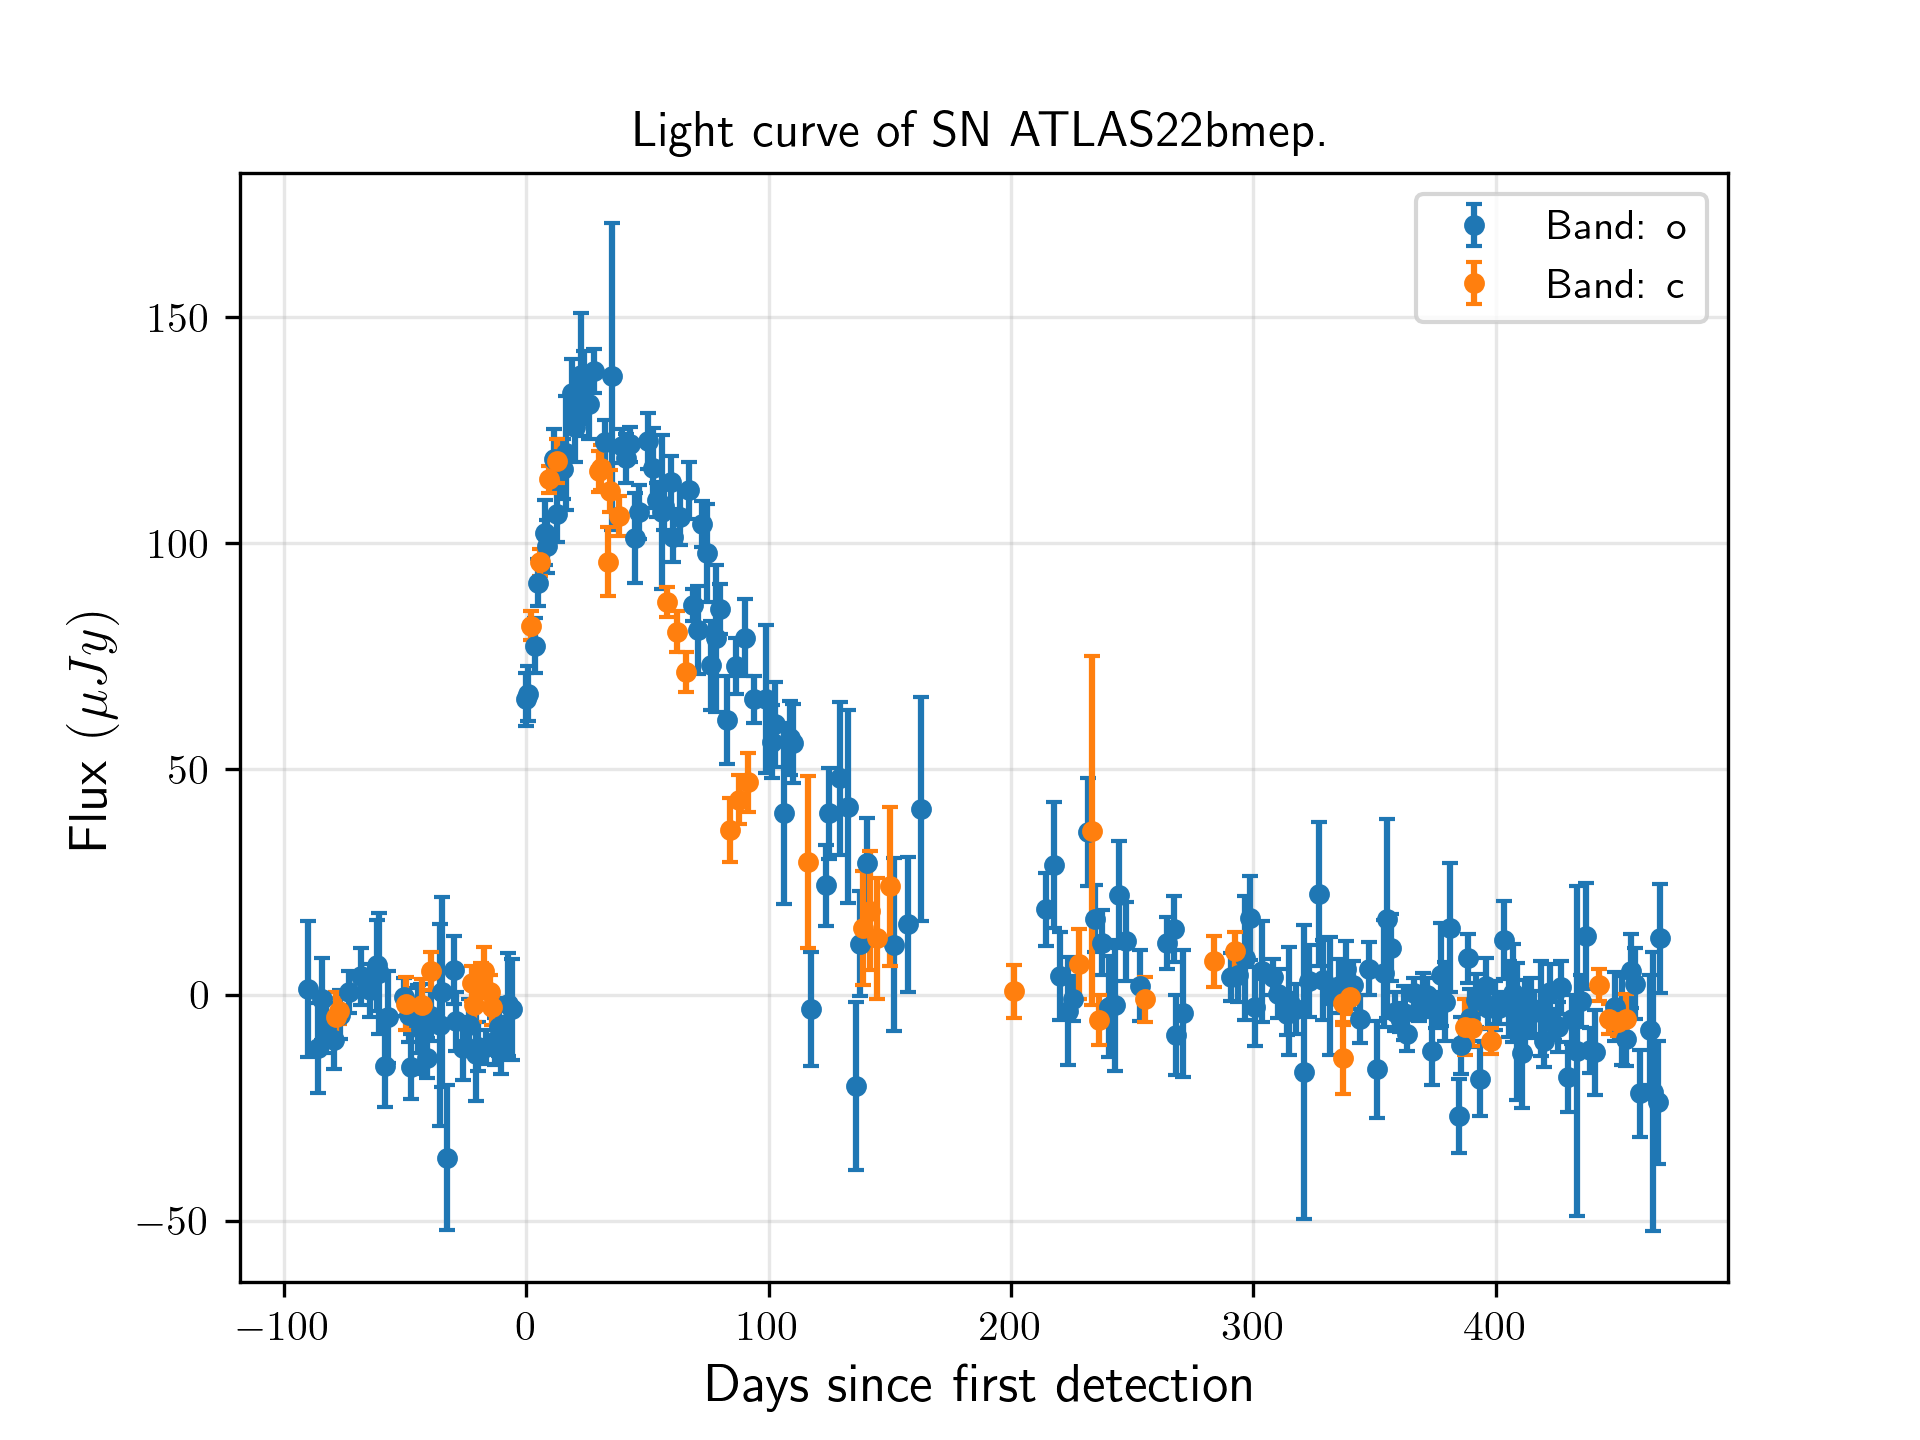 Light curve of SN ATLAS22bmep.
Band: o
Band: c
150
100
50
0
−50
Flux (μJy)
−100 0 100 200 300 400
Days since first detection